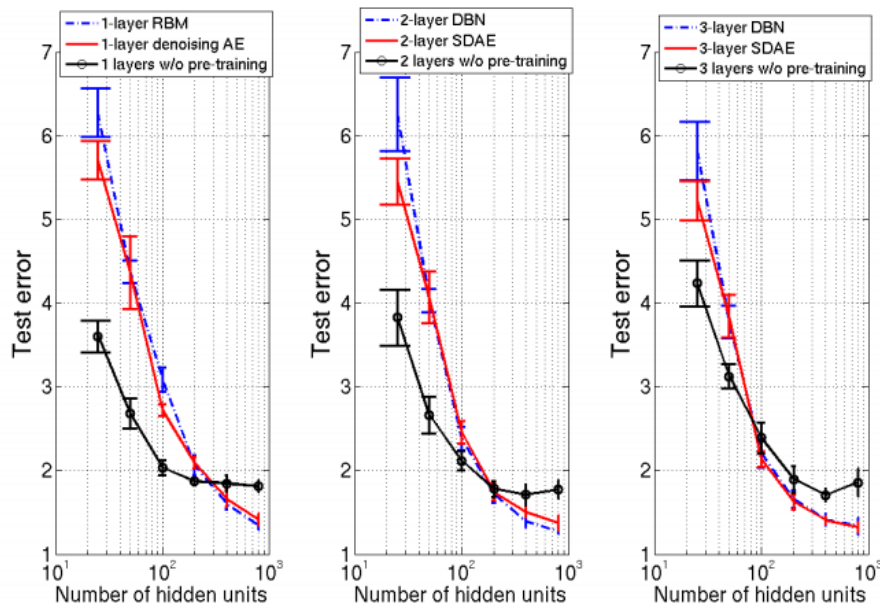 1-layer RBM
1-layer denoising AE
1 layers w/o pre-training
7
6
5
4
3
2
1
Test error
10^1
10^2
10^3
Number of hidden units
2-layer DBN
2-layer SDAE
2 layers w/o pre-training
7
6
5
4
3
2
1
Test error
10^1
10^2
10^3
Number of hidden units
3-layer DBN
3-layer SDAE
3 layers w/o pre-training
7
6
5
4
3
2
1
Test error
10^1
10^2
10^3
Number of hidden units